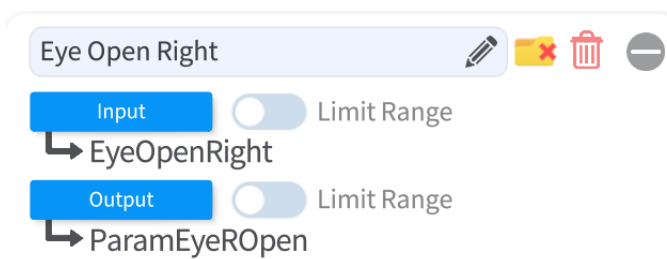 Eye Open Right
Input Limit Range
EyeOpenRight
Output Limit Range
ParamEyeROpen